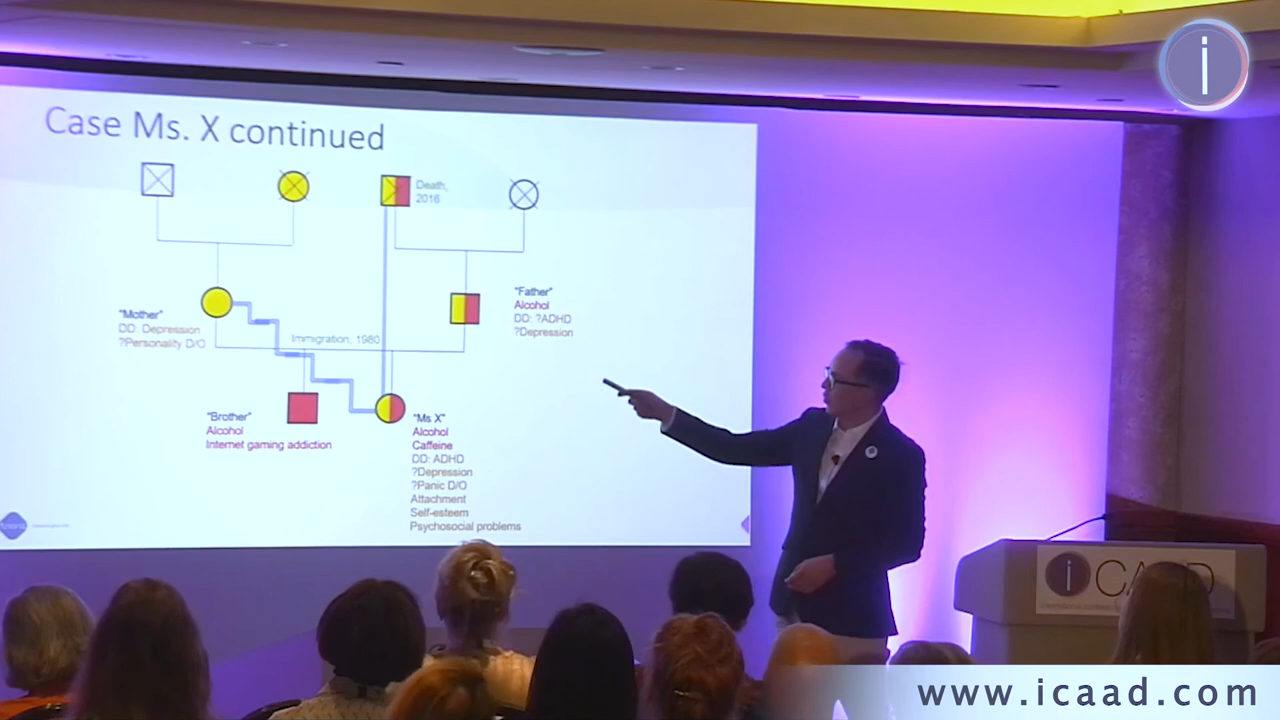 i
Case Ms. X continued
Death,
2016
"Father"
Alcohol
DD: ?ADHD
?Depression
"Mother"
DD: Depression
?Personality D/O
Immigration, 1980
"Brother"
Alcohol
Internet gaming addiction
"Ms X"
Alcohol
Caffeine
DD: ADHD
?Depression
?Panic D/O
Attachment
Self-esteem
Psychosocial problems
i
www.icaad.com